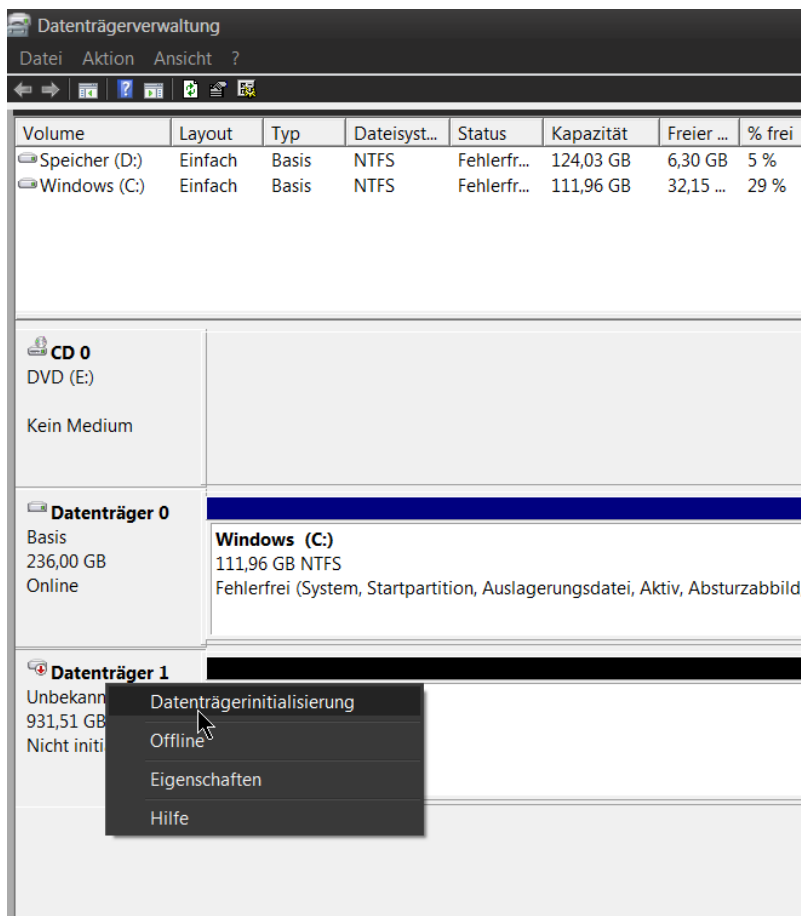 Datenträgerverwaltung
Datei Aktion Ansicht ?
Volume Layout Typ Dateisyst... Status Kapazität Freier ... % frei
Speicher (D:) Einfach Basis NTFS Fehlerfr... 124,03 GB 6,30 GB 5 %
Windows (C:) Einfach Basis NTFS Fehlerfr... 111,96 GB 32,15 ... 29 %
CD 0
DVD (E:)
Kein Medium
Datenträger 0
Basis
236,00 GB
Online
Windows (C:)
111,96 GB NTFS
Fehlerfrei (System, Startpartition, Auslagerungsdatei, Aktiv, Absturzabbild
Datenträger 1
Unbekann
931,51 GB
Nicht initi
Datenträgerinitialisierung
Offline
Eigenschaften
Hilfe